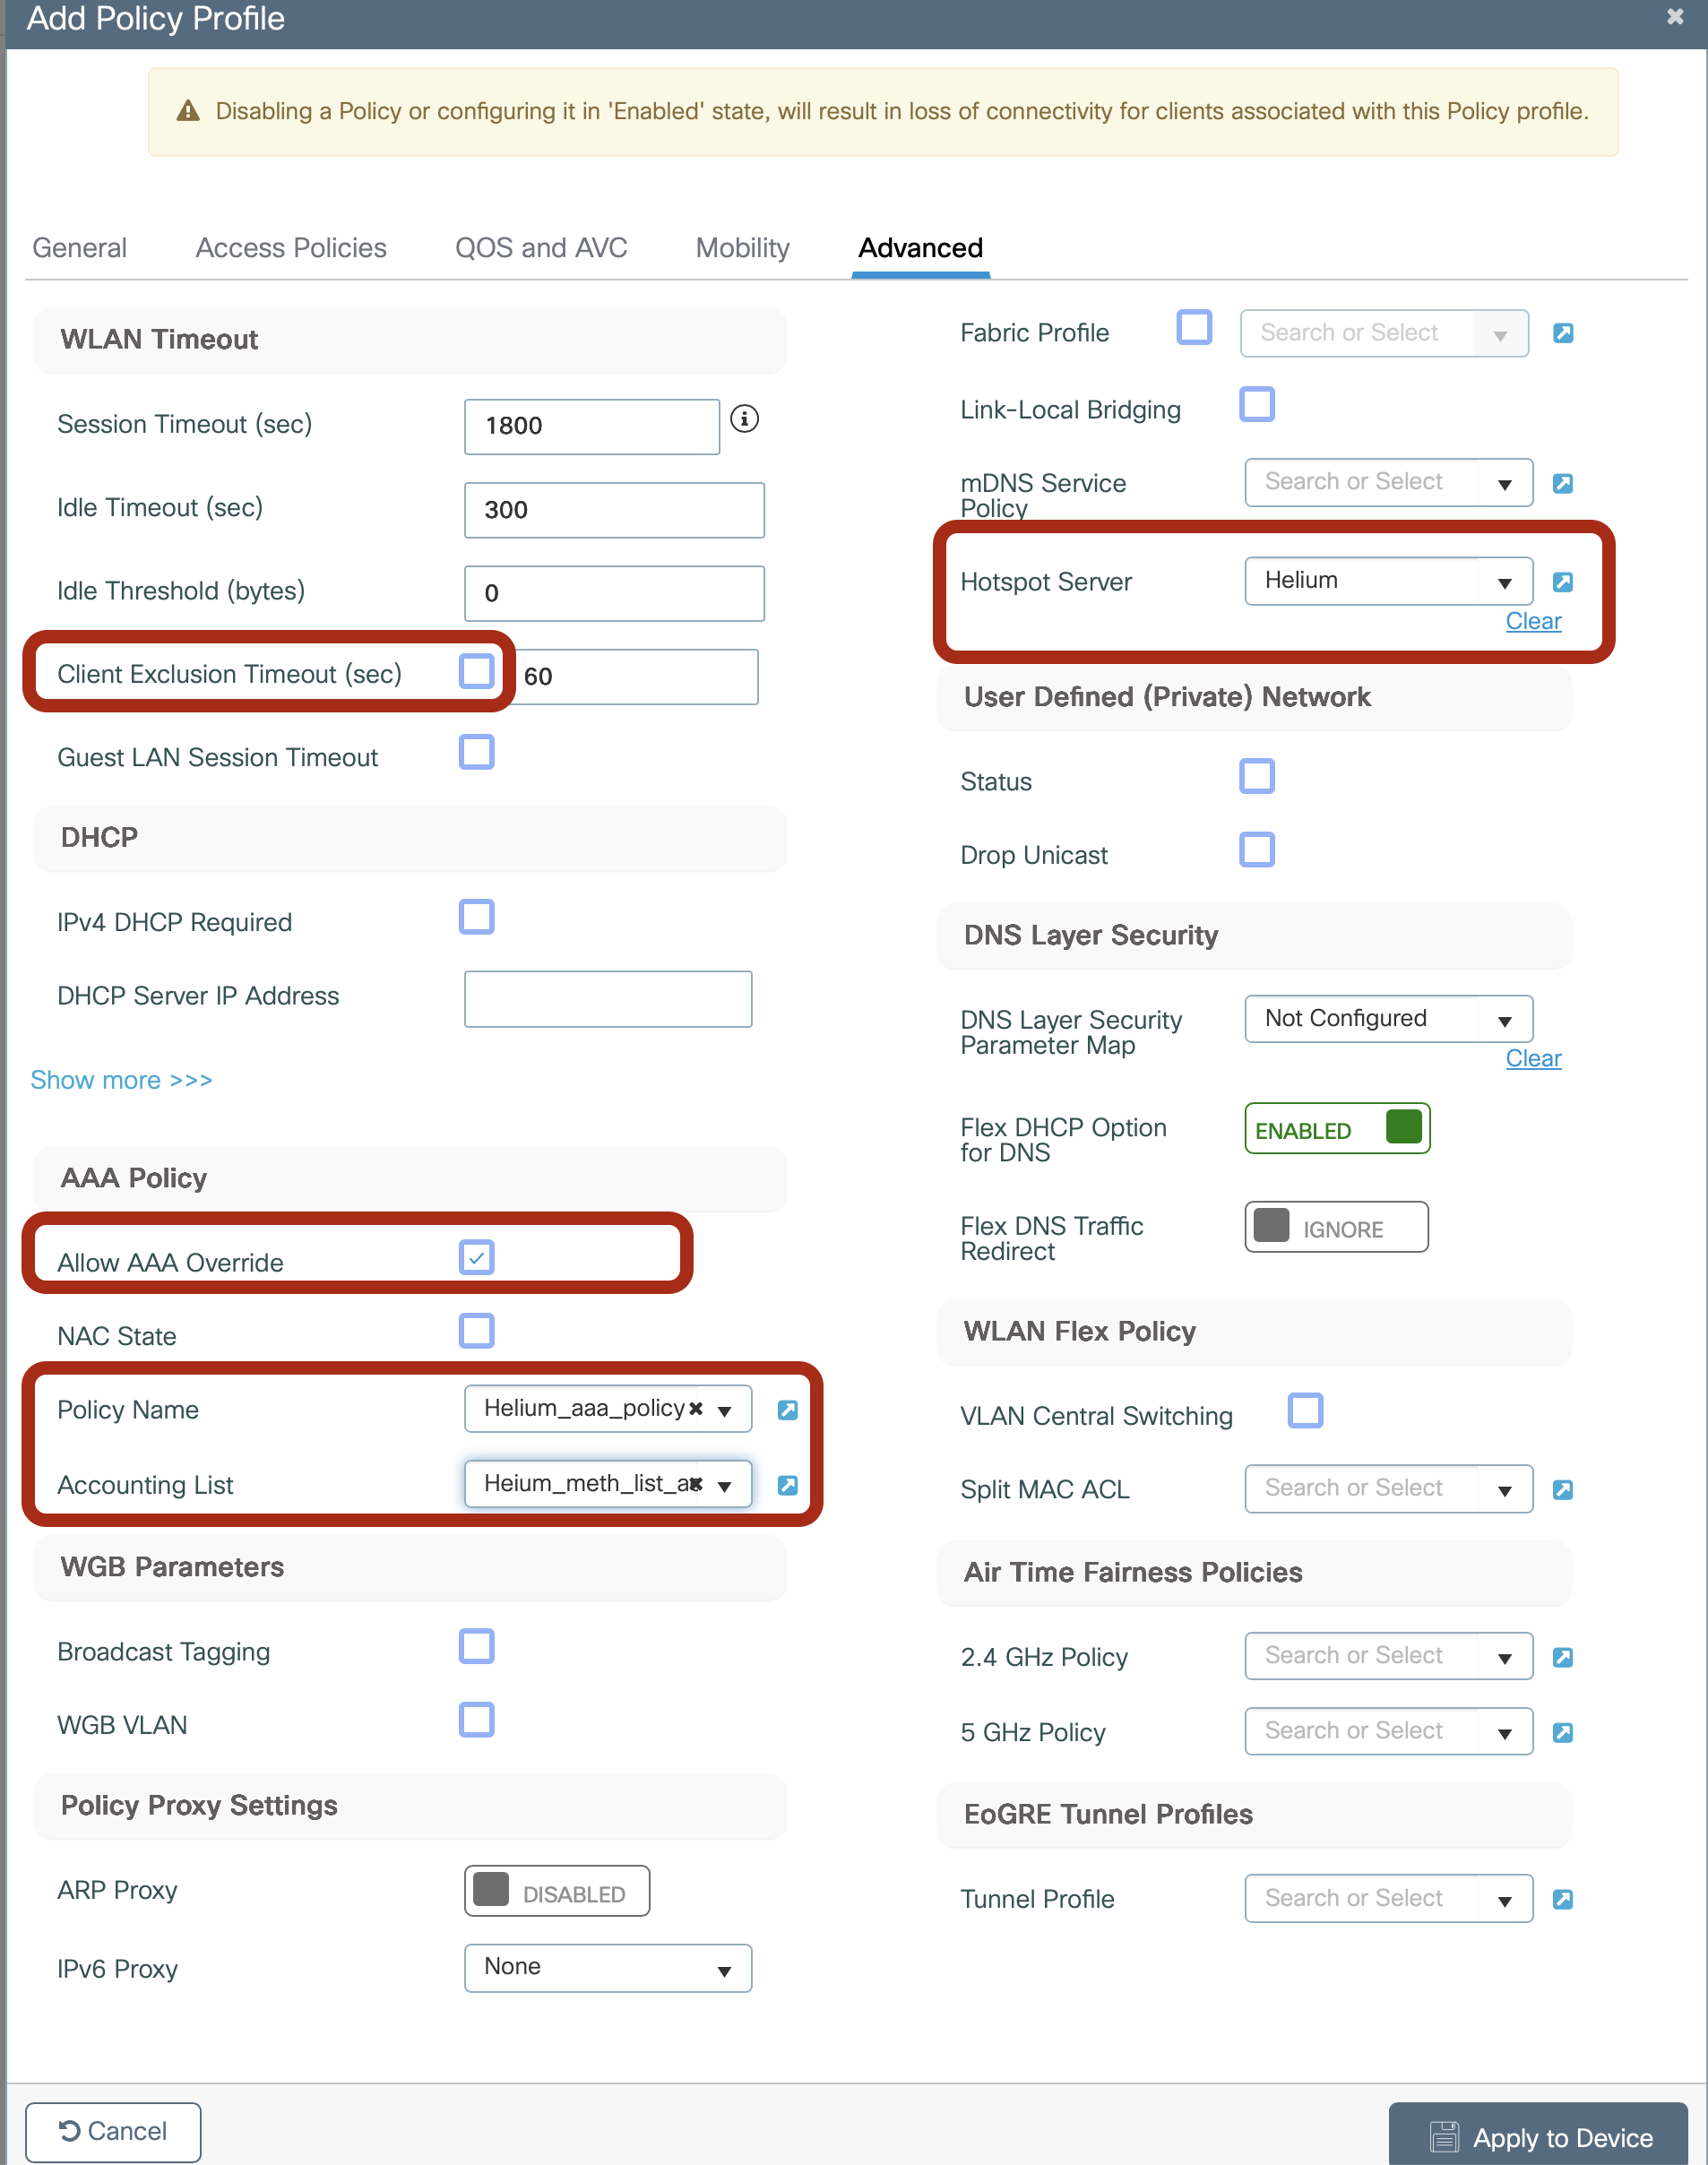 Add Policy Profile
Disabling a Policy or configuring it in 'Enabled' state, will result in loss of connectivity for clients associated with this Policy profile.
General Access Policies QOS and AVC Mobility Advanced
WLAN Timeout
Session Timeout (sec) 1800
Idle Timeout (sec) 300
Idle Threshold (bytes) 0
Client Exclusion Timeout (sec) 60
Guest LAN Session Timeout
DHCP
IPv4 DHCP Required
DHCP Server IP Address
Show more >>>
AAA Policy
Allow AAA Override
NAC State
Policy Name Helium_aaa_policy
Accounting List Heium_meth_list_
WGB Parameters
Broadcast Tagging
WGB VLAN
Policy Proxy Settings
ARP Proxy DISABLED
IPv6 Proxy None
Fabric Profile Search or Select
Link-Local Bridging
mDNS Service Search or Select
Policy
Hotspot Server Helium
Clear
User Defined (Private) Network
Status
Drop Unicast
DNS Layer Security
DNS Layer Security Not Configured
Parameter Map
Clear
Flex DHCP Option ENABLED
for DNS
Flex DNS Traffic IGNORE
Redirect
WLAN Flex Policy
VLAN Central Switching
Split MAC ACL Search or Select
Air Time Fairness Policies
2.4 GHz Policy Search or Select
5 GHz Policy Search or Select
EoGRE Tunnel Profiles
Tunnel Profile Search or Select
Cancel
Apply to Device